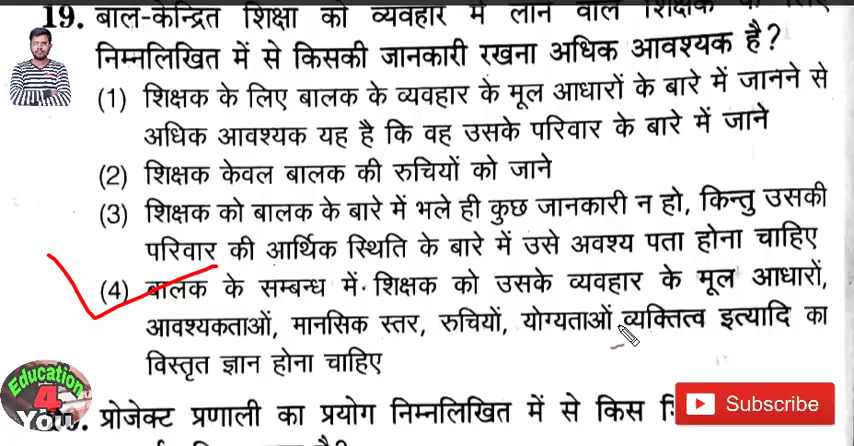 19. बाल-केन्द्रित शिक्षा को व्यवहार में लाने वाले शिक्षक के लिए
निम्नलिखित में से किसकी जानकारी रखना अधिक आवश्यक है?
(1) शिक्षक के लिए बालक के व्यवहार के मूल आधारों के बारे में जानने से
अधिक आवश्यक यह है कि वह उसके परिवार के बारे में जाने
(2) शिक्षक केवल बालक की रुचियों को जाने
(3) शिक्षक को बालक के बारे में भले ही कुछ जानकारी न हो, किन्तु उसकी
परिवार की आर्थिक स्थिति के बारे में उसे अवश्य पता होना चाहिए
(4) बालक के सम्बन्ध में शिक्षक को उसके व्यवहार के मूल आधारों,
आवश्यकताओं, मानसिक स्तर, रुचियों, योग्यताओं व्यक्तित्व इत्यादि का
विस्तृत ज्ञान होना चाहिए
Education
4
You
प्रोजेक्ट प्रणाली का प्रयोग निम्नलिखित में से किस
Subscribe